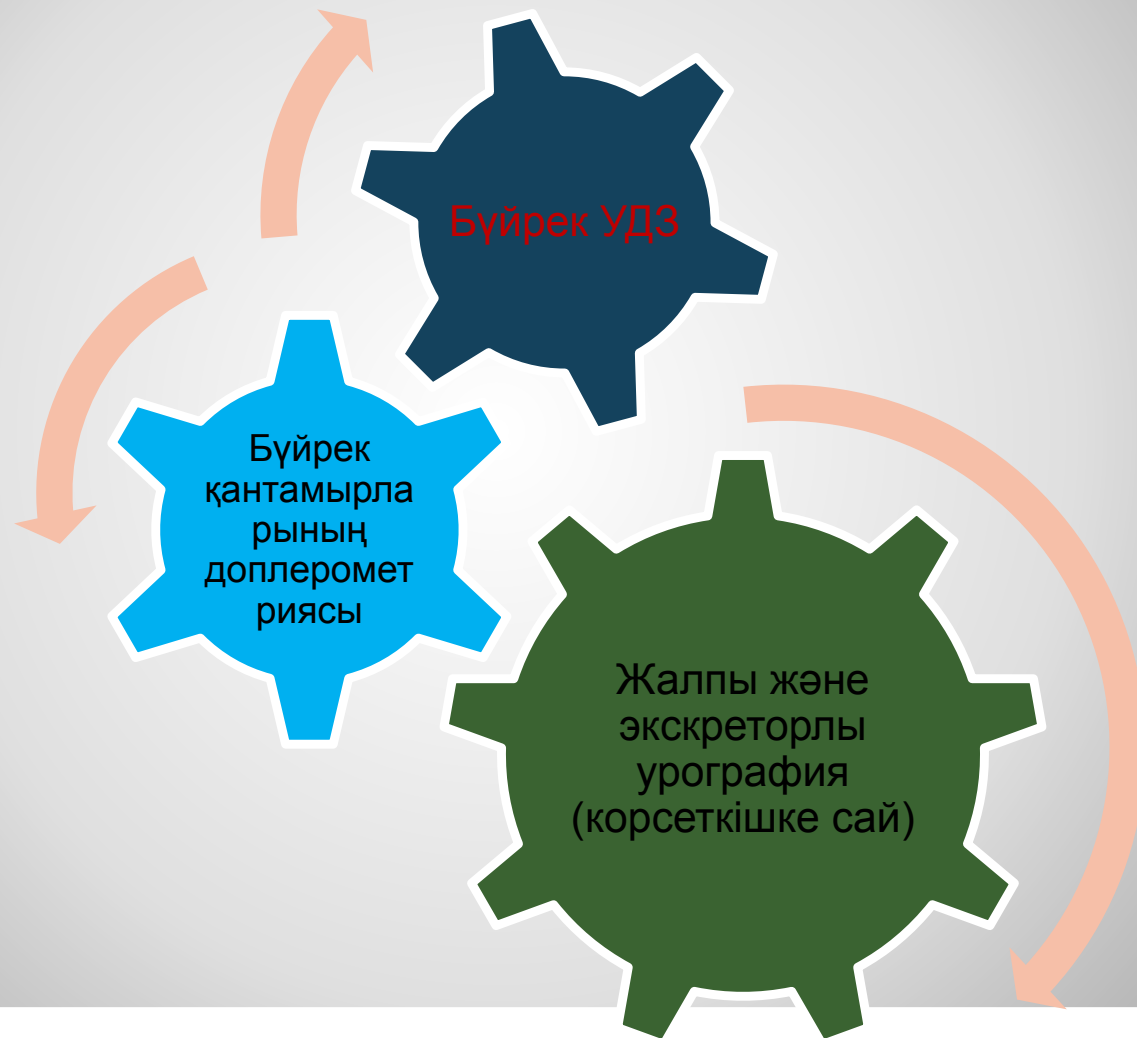 Бүйрек УДЗ
Бүйрек
қантамырла
рының
доплеромет
риясы
Жалпы және
экскреторлы
урография
(корсеткішке сай)